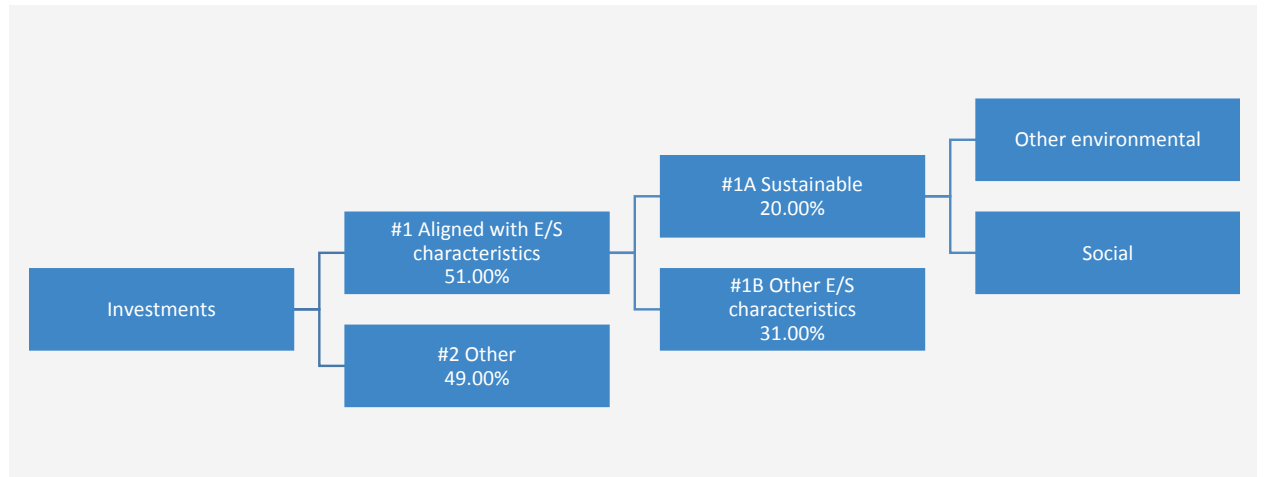 Investments
#1 Aligned with E/S
characteristics
51.00%
#2 Other
49.00%
#1A Sustainable
20.00%
#1B Other E/S
characteristics
31.00%
Other environmental
Social